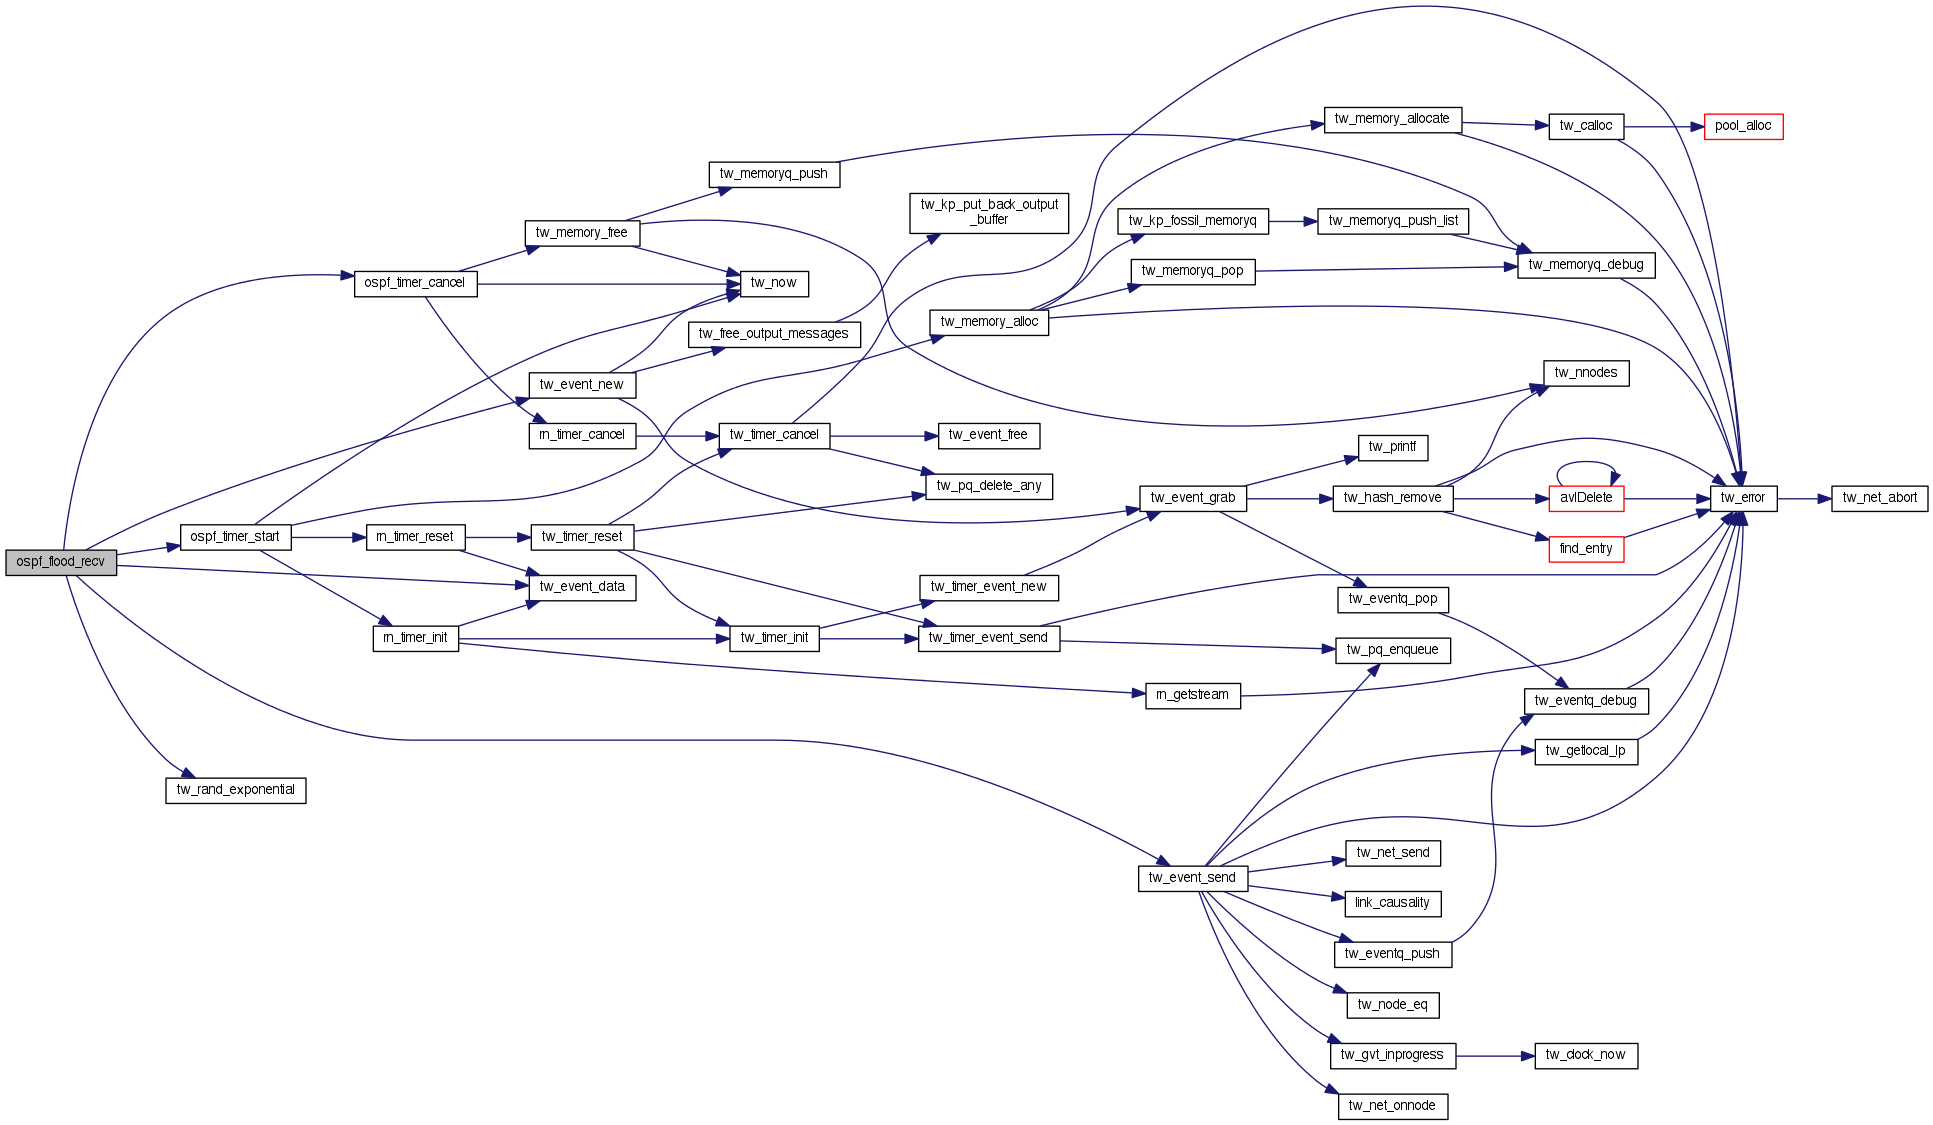 ospf_flood_recv
ospf_timer_cancel
ospf_timer_start
tw_rand_exponential
rn_timer_reset
rn_timer_init
tw_memory_free
tw_event_new
rn_timer_cancel
tw_timer_reset
tw_event_data
tw_memoryq_push
tw_now
tw_free_output_messages
tw_timer_cancel
tw_timer_init
tw_kp_put_back_output
_buffer
tw_memory_alloc
tw_event_free
tw_pq_delete_any
tw_timer_event_new
tw_timer_event_send
tw_kp_fossil_memoryq
tw_memoryq_pop
tw_event_grab
rn_getstream
tw_event_send
tw_memory_allocate
tw_memoryq_push_list
tw_printf
tw_hash_remove
tw_eventq_pop
tw_pq_enqueue
tw_net_send
link_causality
tw_eventq_push
tw_node_eq
tw_gvt_inprogress
tw_net_onnode
tw_calloc
tw_memoryq_debug
tw_nnodes
avlDelete
find_entry
tw_eventq_debug
tw_getlocal_lp
tw_clock_now
pool_alloc
tw_error
tw_net_abort